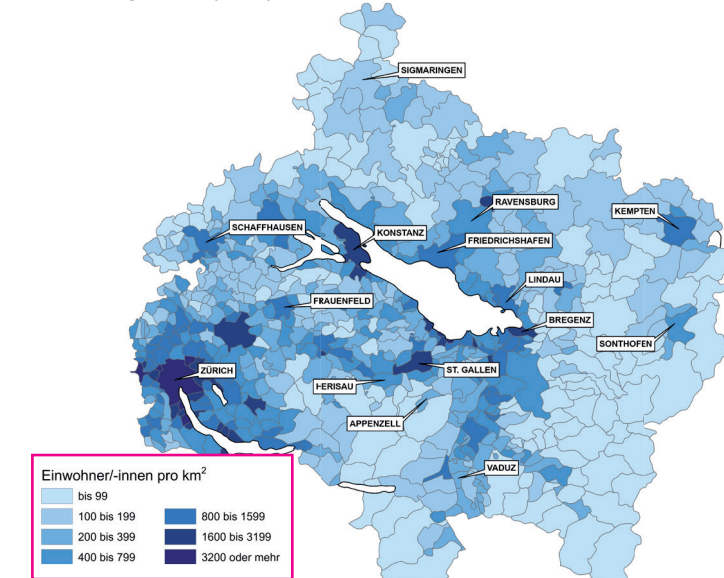 SIGMARINGEN
RAVENSBURG
KEMPTEN
SCHAFFHAUSEN
KONSTANZ
FRIEDRICHSHAFEN
LINDAU
FRAUENFELD
BREGENZ
SONTHOFEN
ZÜRICH
ST. GALLEN
HERISAU
APPENZELL
VADUZ
Einwohner/-innen pro km²
bis 99
100 bis 199
200 bis 399
400 bis 799
800 bis 1599
1600 bis 3199
3200 oder mehr